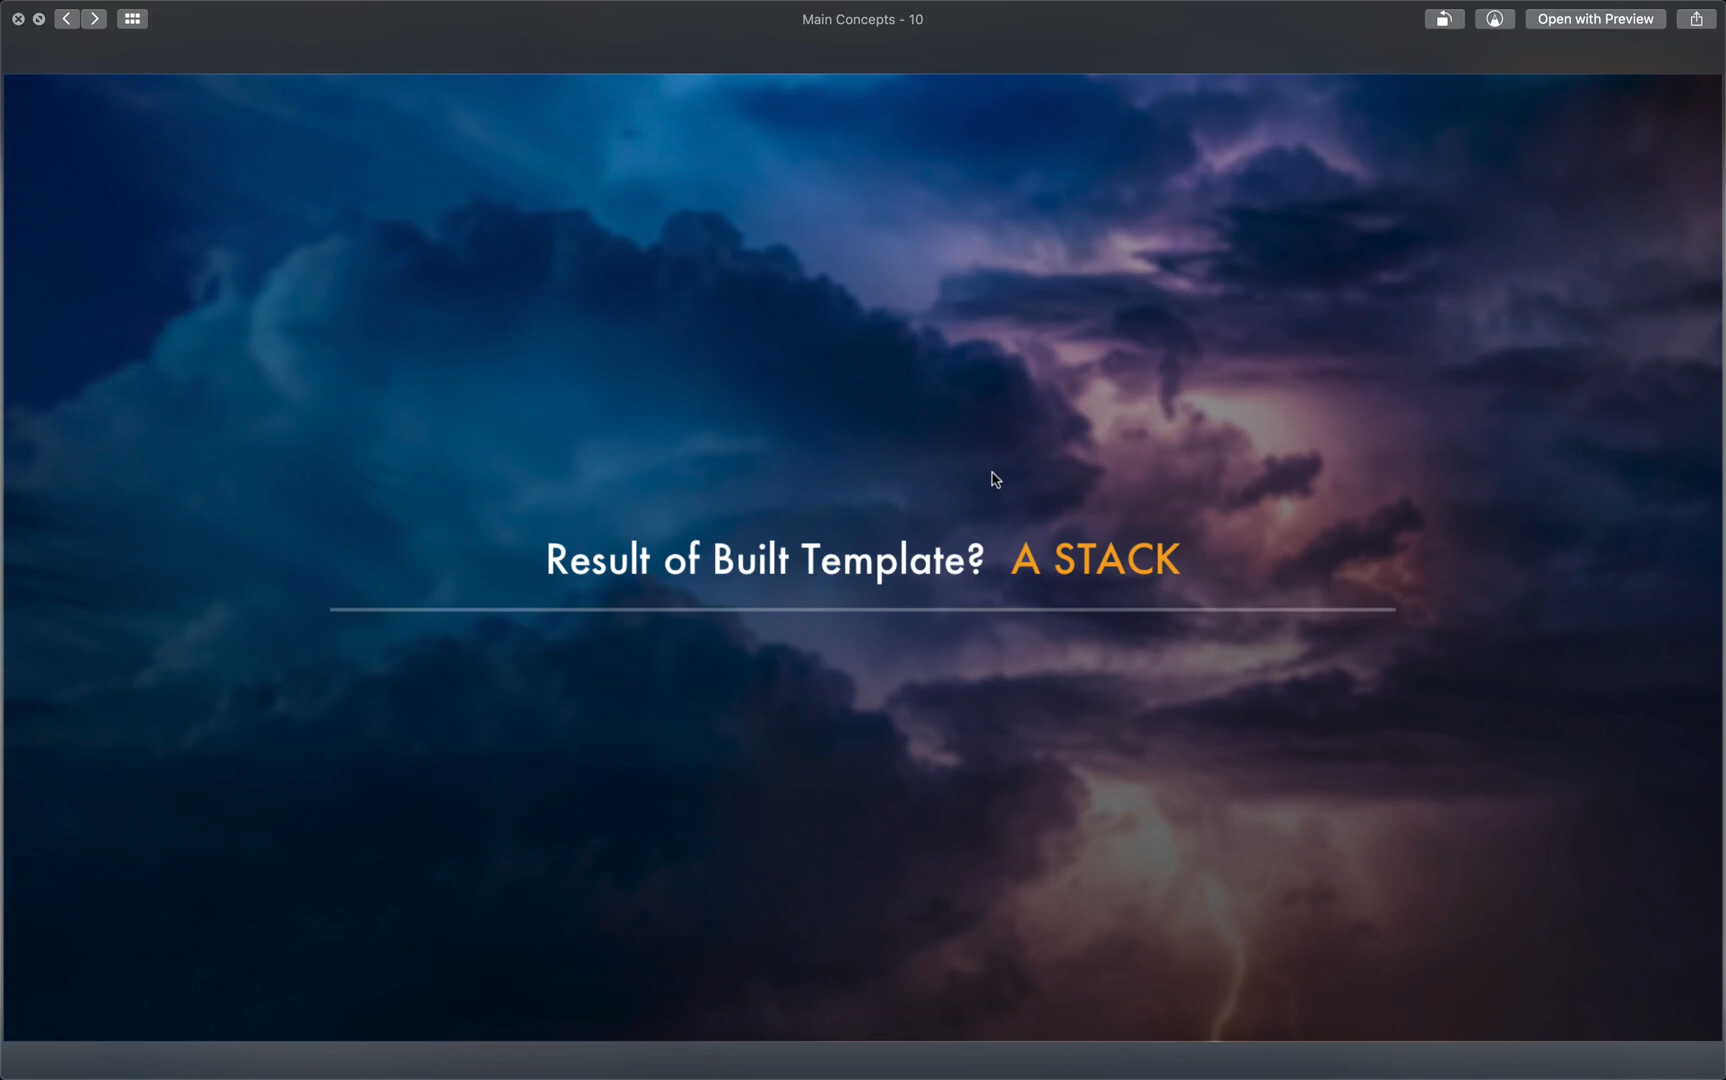 Main Concepts - 10
Open with Preview
Result of Built Template? A STACK